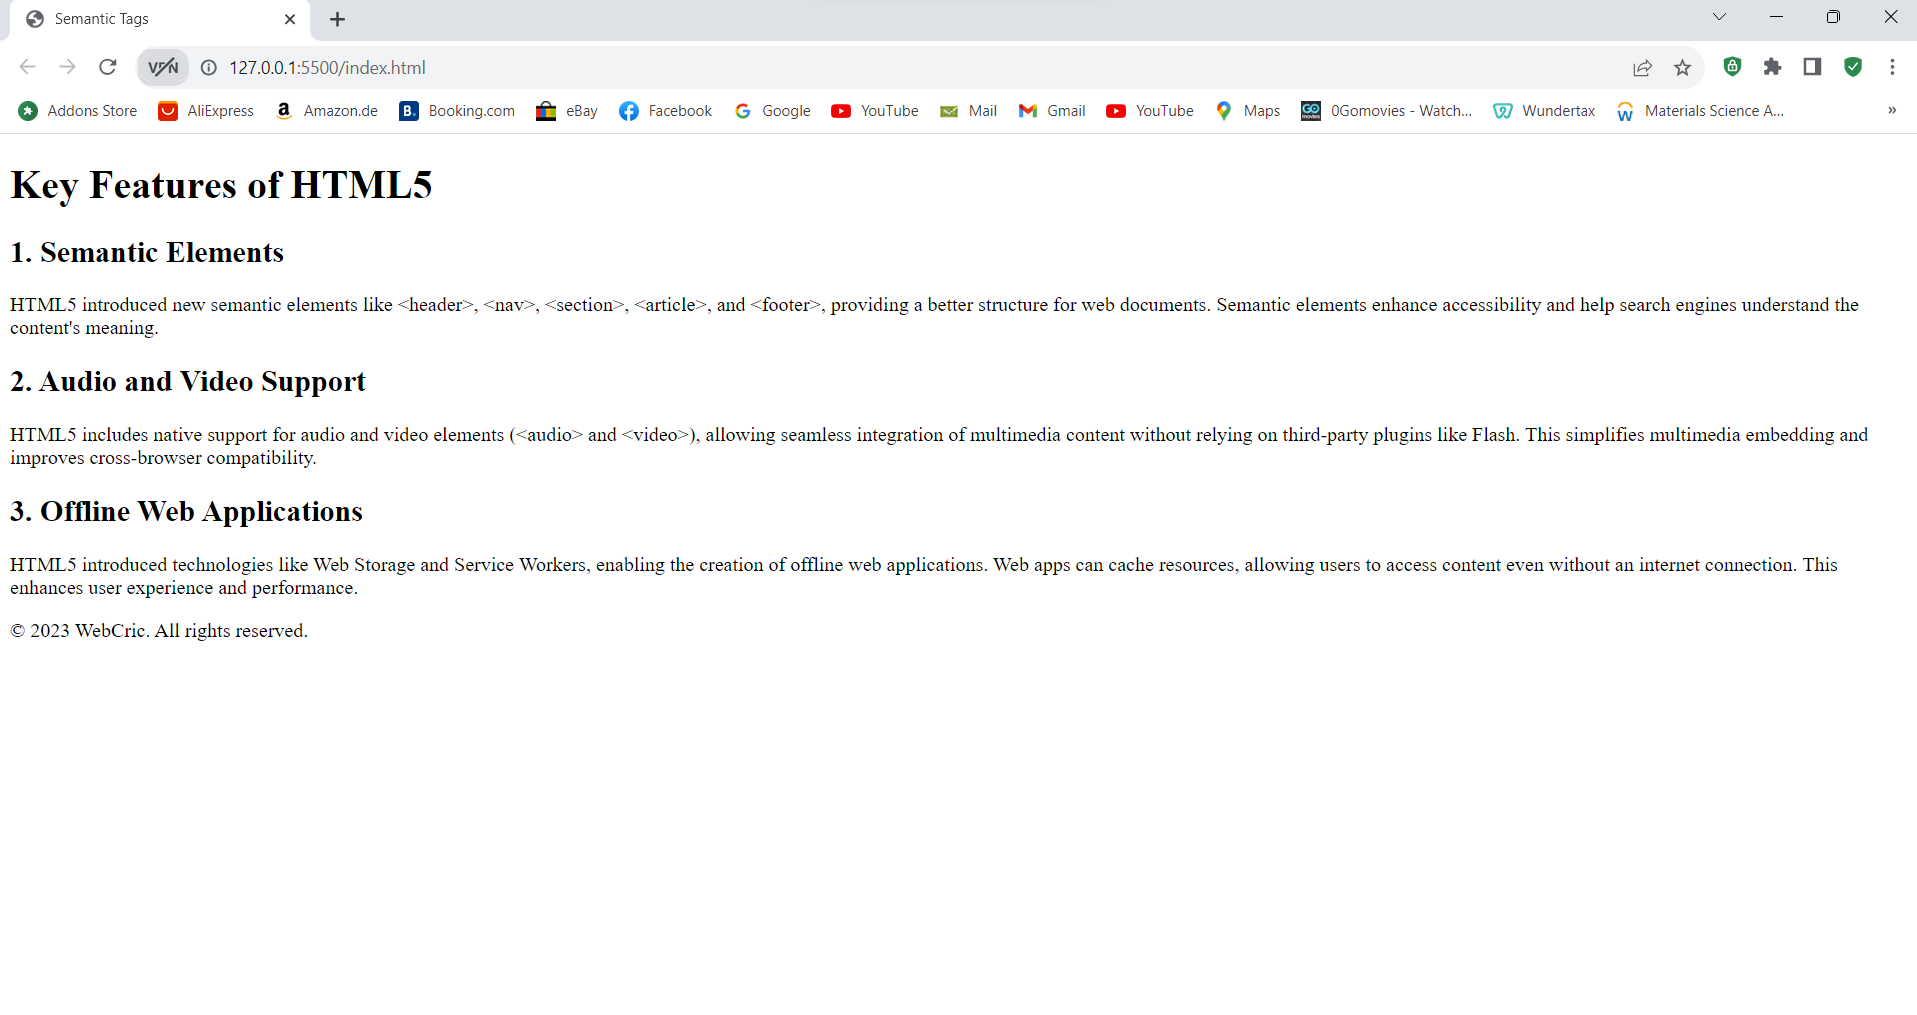 Semantic Tags
VPN
127.0.0.1:5500/index.html
Addons Store AliExpress a Amazon.de B. Booking.com eBay Facebook G Google YouTube Mail M Gmail YouTube Maps GO movies 0Gomovies - Watch... Wundertax W Materials Science A... »
Key Features of HTML5
1. Semantic Elements
HTML5 introduced new semantic elements like <header>, <nav>, <section>, <article>, and <footer>, providing a better structure for web documents. Semantic elements enhance accessibility and help search engines understand the
content's meaning.
2. Audio and Video Support
HTML5 includes native support for audio and video elements (<audio> and <video>), allowing seamless integration of multimedia content without relying on third-party plugins like Flash. This simplifies multimedia embedding and
improves cross-browser compatibility.
3. Offline Web Applications
HTML5 introduced technologies like Web Storage and Service Workers, enabling the creation of offline web applications. Web apps can cache resources, allowing users to access content even without an internet connection. This
enhances user experience and performance.
© 2023 WebCric. All rights reserved.